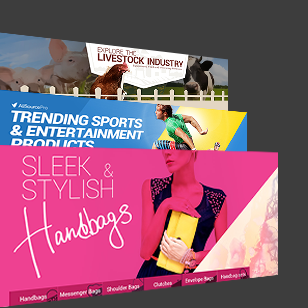 EXPLORE THE
LIVESTOCK INDUSTRY
AllSourcePro
TRENDING SPORTS
& ENTERTAINMENT
PRODUCTS
SLEEK &
STYLISH
Handbags
Handbags
Messenger Bags
Shoulder Bags
Clutches
Envelope Bags